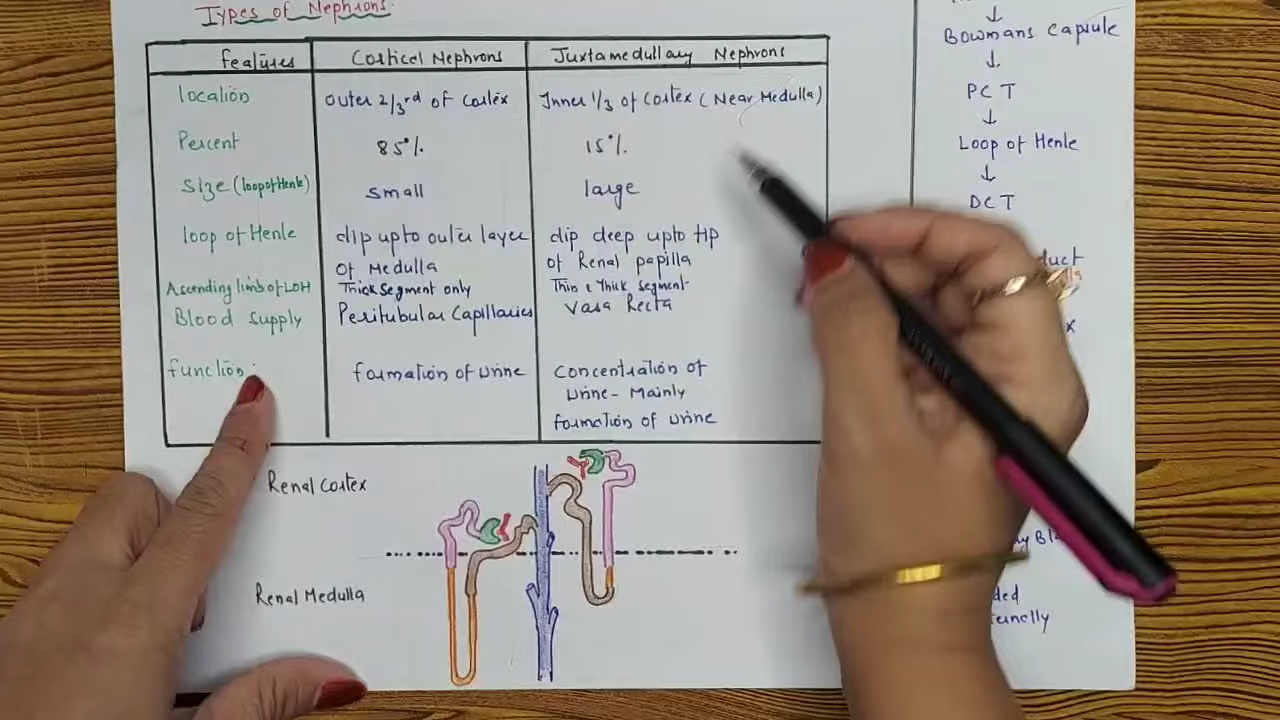 Types of Nephrons.
features Corticel Nephrons Juxtamedullary Nephrons
location outer 2/3rd of Cortex Inner 1/3 of Cortex (Near Medulla)
Percent 85% 15%
Size (loop of Henle) small large
loop of Henle dip upto outer layer dip deep upto tip
of Medulla of Renal papilla
Ascending limb of LOH Thick segment only Thin & Thick segment
Blood supply Peritubular Capillaries Vasa Recta
function formation of urine Concentration of
urine - Mainly
formation of urine
Renal Cortex
Renal Medulla
Bowmans Capsule
PCT
Loop of Henle
DCT